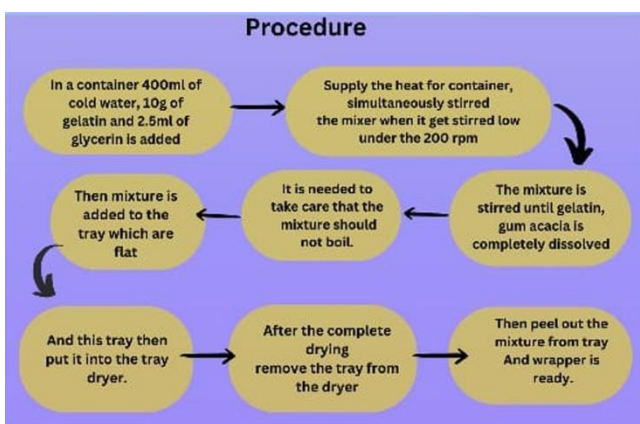 Procedure
In a container 400ml of
cold water, 10g of
gelatin and 2.5ml of
glycerin is added
Supply the heat for container,
simultaneously stirred
the mixer when it get stirred low
under the 200 rpm
The mixture is
stirred until gelatin,
gum acacia is
completely dissolved
It is needed to
take care that the
mixture should
not boil.
Then mixture is
added to the
tray which are
flat
And this tray then
put it into the tray
dryer.
After the complete
drying
remove the tray from
the dryer
Then peel out the
mixture from tray
And wrapper is
ready.